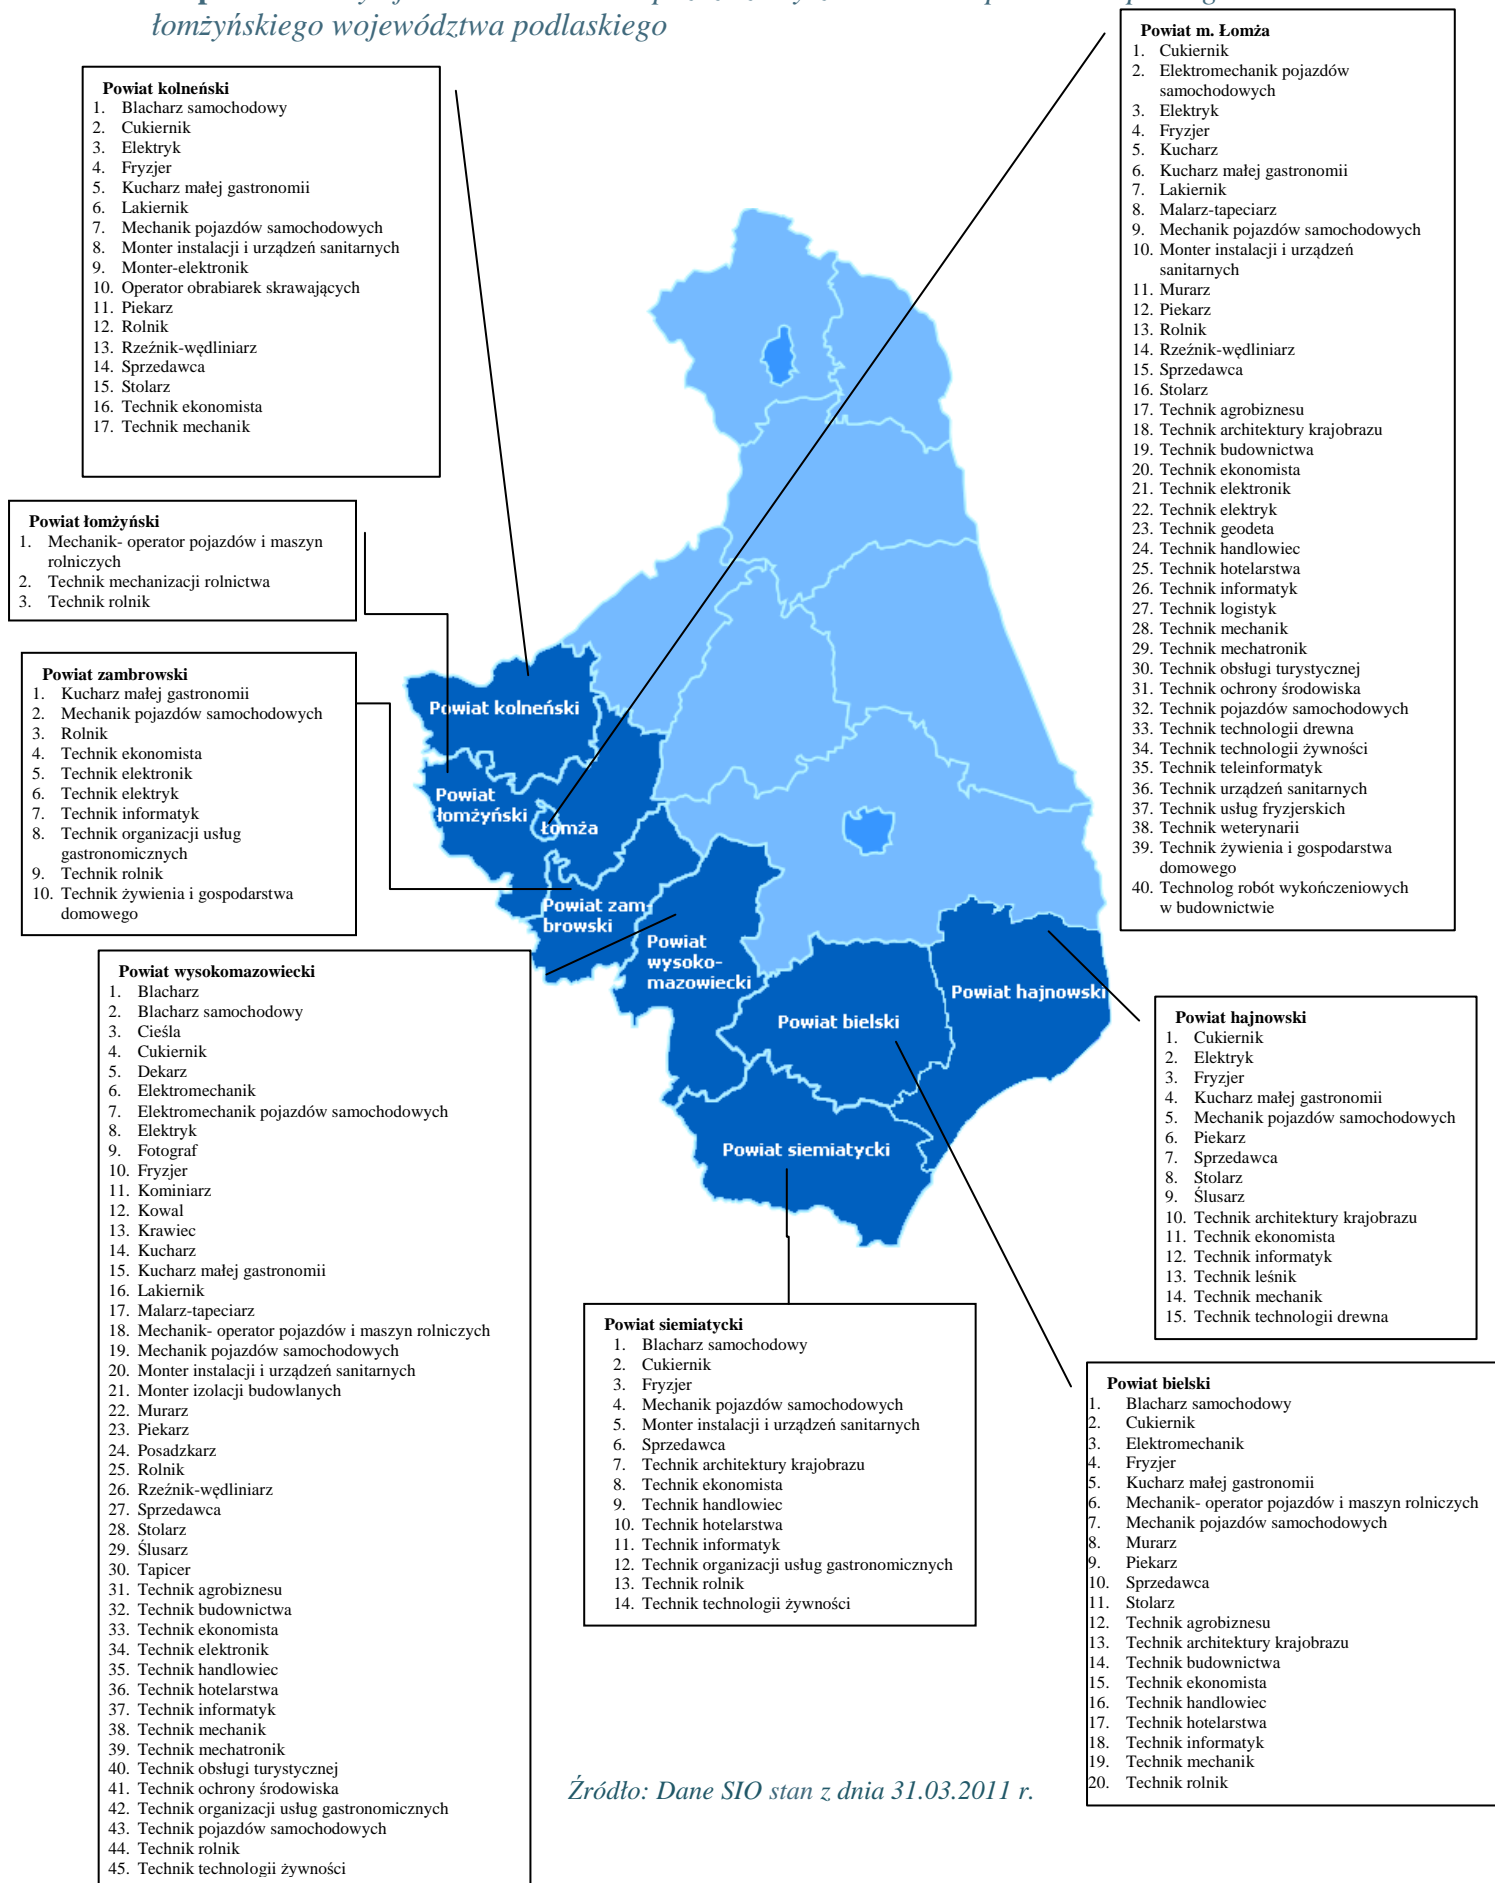 łomżyńskiego województwa podlaskiego
Powiat kolneński
1. Blacharz samochodowy
2. Cukiernik
3. Elektryk
4. Fryzjer
5. Kucharz małej gastronomii
6. Lakiernik
7. Mechanik pojazdów samochodowych
8. Monter instalacji i urządzeń sanitarnych
9. Monter-elektronik
10. Operator obrabiarek skrawających
11. Piekarz
12. Rolnik
13. Rzeźnik-wędliniarz
14. Sprzedawca
15. Stolarz
16. Technik ekonomista
17. Technik mechanik
Powiat łomżyński
1. Mechanik- operator pojazdów i maszyn
rolniczych
2. Technik mechanizacji rolnictwa
3. Technik rolnik
Powiat zambrowski
1. Kucharz małej gastronomii
2. Mechanik pojazdów samochodowych
3. Rolnik
4. Technik ekonomista
5. Technik elektronik
6. Technik elektryk
7. Technik informatyk
8. Technik organizacji usług
gastronomicznych
9. Technik rolnik
10. Technik żywienia i gospodarstwa
domowego
Powiat wysokomazowiecki
1. Blacharz
2. Blacharz samochodowy
3. Cieśla
4. Cukiernik
5. Dekarz
6. Elektromechanik
7. Elektromechanik pojazdów samochodowych
8. Elektryk
9. Fotograf
10. Fryzjer
11. Kominiarz
12. Kowal
13. Krawiec
14. Kucharz
15. Kucharz małej gastronomii
16. Lakiernik
17. Malarz-tapeciarz
18. Mechanik- operator pojazdów i maszyn rolniczych
19. Mechanik pojazdów samochodowych
20. Monter instalacji i urządzeń sanitarnych
21. Monter izolacji budowlanych
22. Murarz
23. Piekarz
24. Posadzkarz
25. Rolnik
26. Rzeźnik-wędliniarz
27. Sprzedawca
28. Stolarz
29. Ślusarz
30. Tapicer
31. Technik agrobiznesu
32. Technik budownictwa
33. Technik ekonomista
34. Technik elektronik
35. Technik handlowiec
36. Technik hotelarstwa
37. Technik informatyk
38. Technik mechanik
39. Technik mechatronik
40. Technik obsługi turystycznej
41. Technik ochrony środowiska
42. Technik organizacji usług gastronomicznych
43. Technik pojazdów samochodowych
44. Technik rolnik
45. Technik technologii żywności
Powiat kolneński
Powiat
łomżyński
Łomża
Powiat zam-
browski
Powiat
wysoko-
mazowiecki
Powiat bielski
Powiat hajnowski
Powiat siemiatycki
Powiat m. Łomża
1. Cukiernik
2. Elektromechanik pojazdów
samochodowych
3. Elektryk
4. Fryzjer
5. Kucharz
6. Kucharz małej gastronomii
7. Lakiernik
8. Malarz-tapeciarz
9. Mechanik pojazdów samochodowych
10. Monter instalacji i urządzeń
sanitarnych
11. Murarz
12. Piekarz
13. Rolnik
14. Rzeźnik-wędliniarz
15. Sprzedawca
16. Stolarz
17. Technik agrobiznesu
18. Technik architektury krajobrazu
19. Technik budownictwa
20. Technik ekonomista
21. Technik elektronik
22. Technik elektryk
23. Technik geodeta
24. Technik handlowiec
25. Technik hotelarstwa
26. Technik informatyk
27. Technik logistyk
28. Technik mechanik
29. Technik mechatronik
30. Technik obsługi turystycznej
31. Technik ochrony środowiska
32. Technik pojazdów samochodowych
33. Technik technologii drewna
34. Technik technologii żywności
35. Technik teleinformatyk
36. Technik urządzeń sanitarnych
37. Technik usług fryzjerskich
38. Technik weterynarii
39. Technik żywienia i gospodarstwa
domowego
40. Technolog robót wykończeniowych
w budownictwie
Powiat hajnowski
1. Cukiernik
2. Elektryk
3. Fryzjer
4. Kucharz małej gastronomii
5. Mechanik pojazdów samochodowych
6. Piekarz
7. Sprzedawca
8. Stolarz
9. Ślusarz
10. Technik architektury krajobrazu
11. Technik ekonomista
12. Technik informatyk
13. Technik leśnik
14. Technik mechanik
15. Technik technologii drewna
Powiat siemiatycki
1. Blacharz samochodowy
2. Cukiernik
3. Fryzjer
4. Mechanik pojazdów samochodowych
5. Monter instalacji i urządzeń sanitarnych
6. Sprzedawca
7. Technik architektury krajobrazu
8. Technik ekonomista
9. Technik handlowiec
10. Technik hotelarstwa
11. Technik informatyk
12. Technik organizacji usług gastronomicznych
13. Technik rolnik
14. Technik technologii żywności
Powiat bielski
1. Blacharz samochodowy
2. Cukiernik
3. Elektromechanik
4. Fryzjer
5. Kucharz małej gastronomii
6. Mechanik- operator pojazdów i maszyn rolniczych
7. Mechanik pojazdów samochodowych
8. Murarz
9. Piekarz
10. Sprzedawca
11. Stolarz
12. Technik agrobiznesu
13. Technik architektury krajobrazu
14. Technik budownictwa
15. Technik ekonomista
16. Technik handlowiec
17. Technik hotelarstwa
18. Technik informatyk
19. Technik mechanik
20. Technik rolnik
Źródło: Dane SIO stan z dnia 31.03.2011 r.